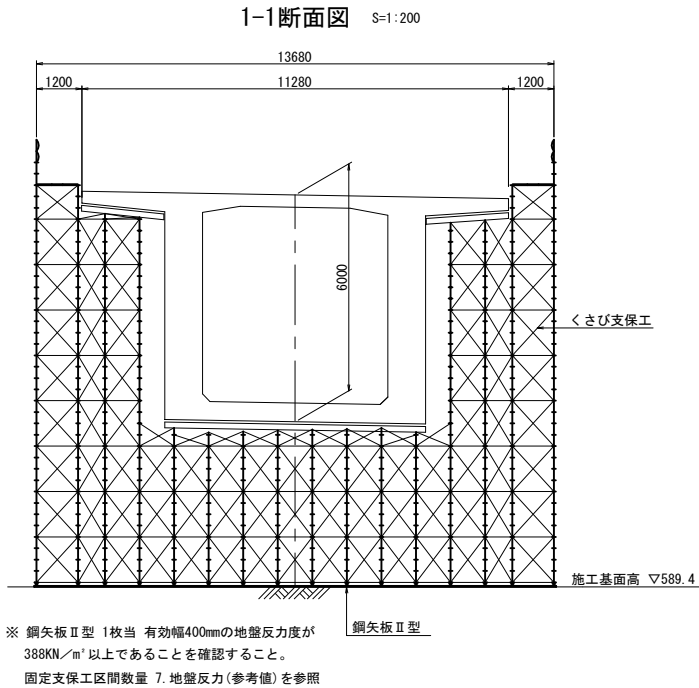 1-1断面図 S=1:200
13680
1200 11280 1200
6000
くさび支保工
施工基面高 ▽589.4
鋼矢板Ⅱ型
※ 鋼矢板Ⅱ型 1枚当 有効幅400mmの地盤反力度が
388KN/㎡以上であることを確認すること。
固定支保工区間数量 7.地盤反力(参考値)を参照